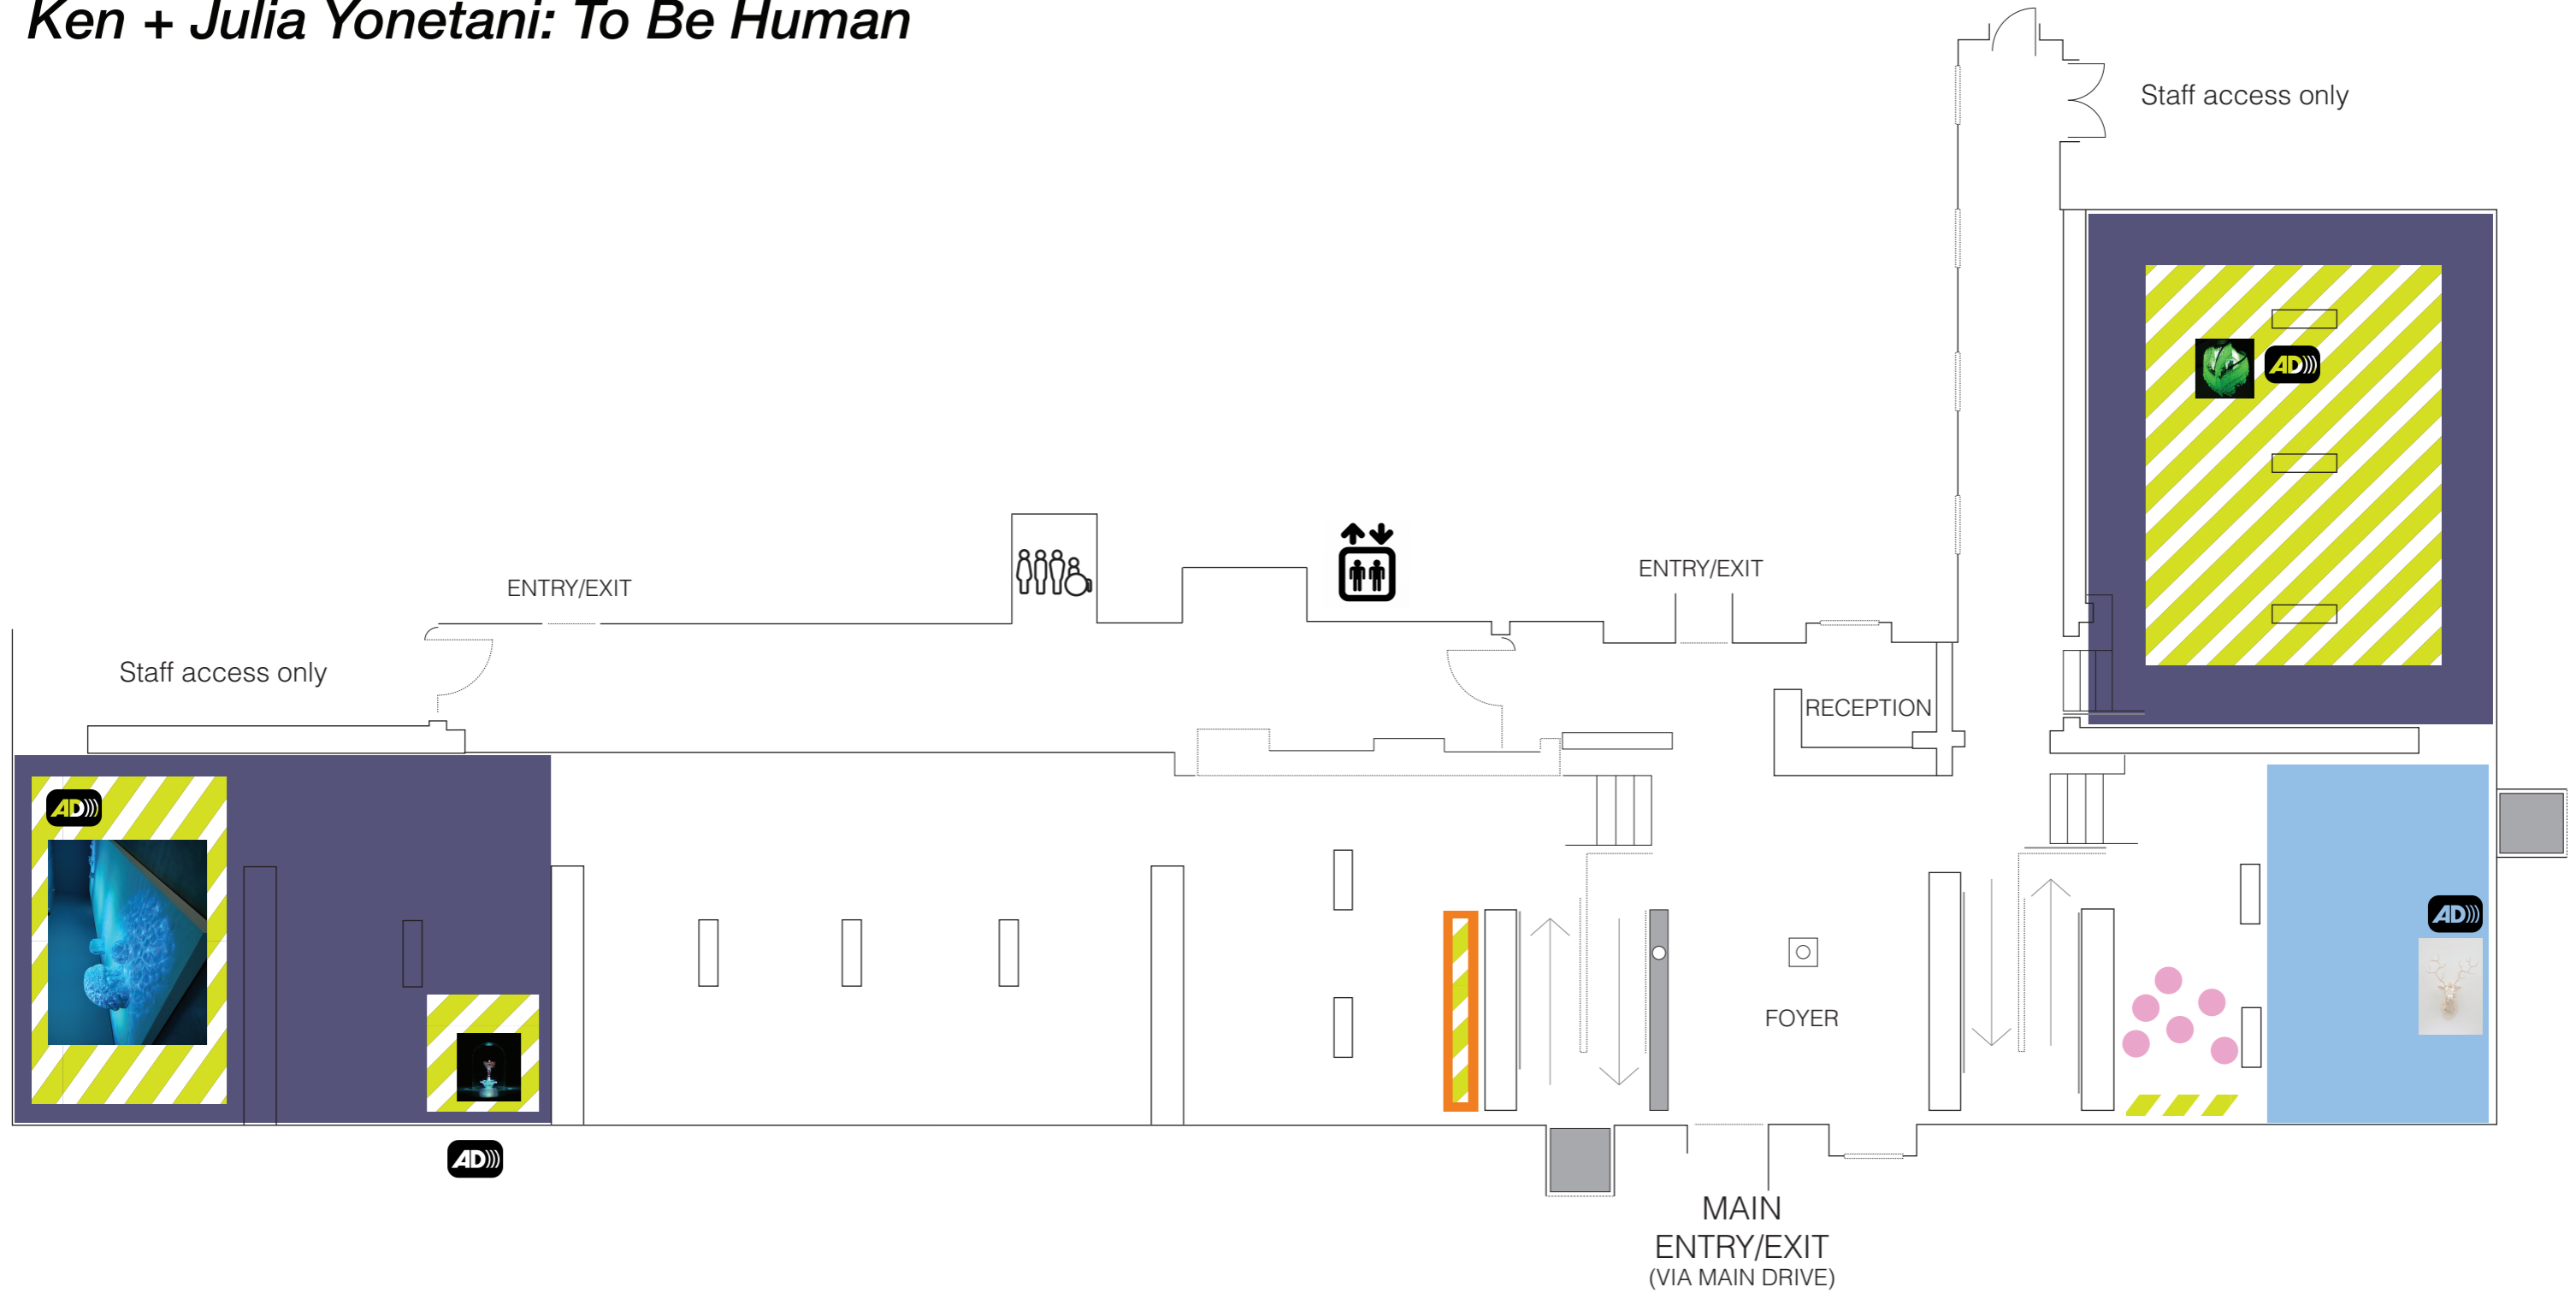 Ken + Julia Yonetani: To Be Human
Staff access only
AD
ENTRY/EXIT
ENTRY/EXIT
Staff access only
RECEPTION
AD
AD
FOYER
AD
MAIN
ENTRY/EXIT
(VIA MAIN DRIVE)